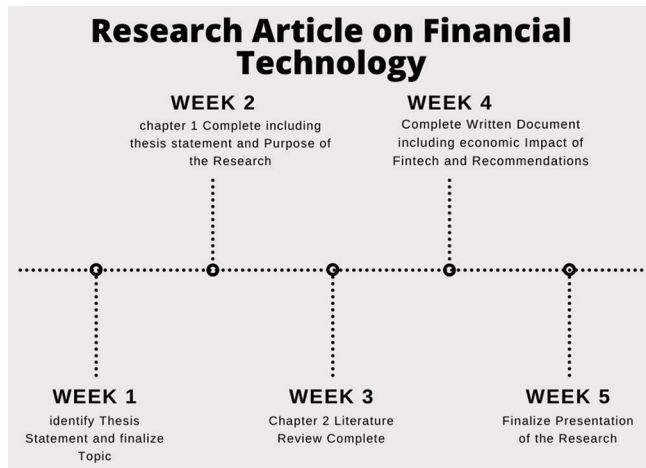 Research Article on Financial
Technology
WEEK 2
chapter 1 Complete including
thesis statement and Purpose of
the Research
WEEK 4
Complete Written Document
including economic Impact of
Fintech and Recommendations
WEEK 1
identify Thesis
Statement and finalize
Topic
WEEK 3
Chapter 2 Literature
Review Complete
WEEK 5
Finalize Presentation
of the Research